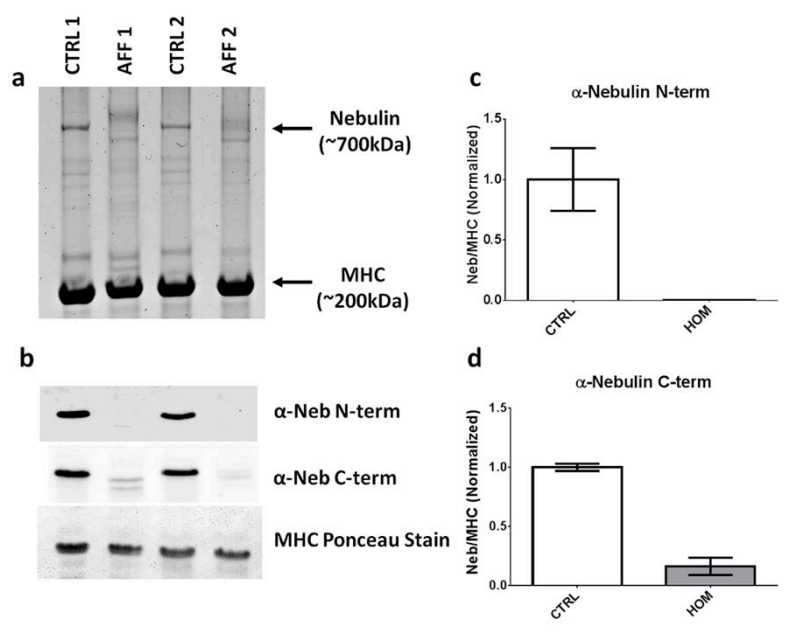 CTRL 1
AFF 1
CTRL 2
AFF 2
a
Nebulin
(~700kDa)
MHC
(~200kDa)
b
α-Neb N-term
α-Neb C-term
MHC Ponceau Stain
c
α-Nebulin N-term
Neb/MHC (Normalized)
1.5
1.0
0.5
0.0
CTRL
HOM
d
α-Nebulin C-term
Neb/MHC (Normalized)
1.5
1.0
0.5
0.0
CTRL
HOM